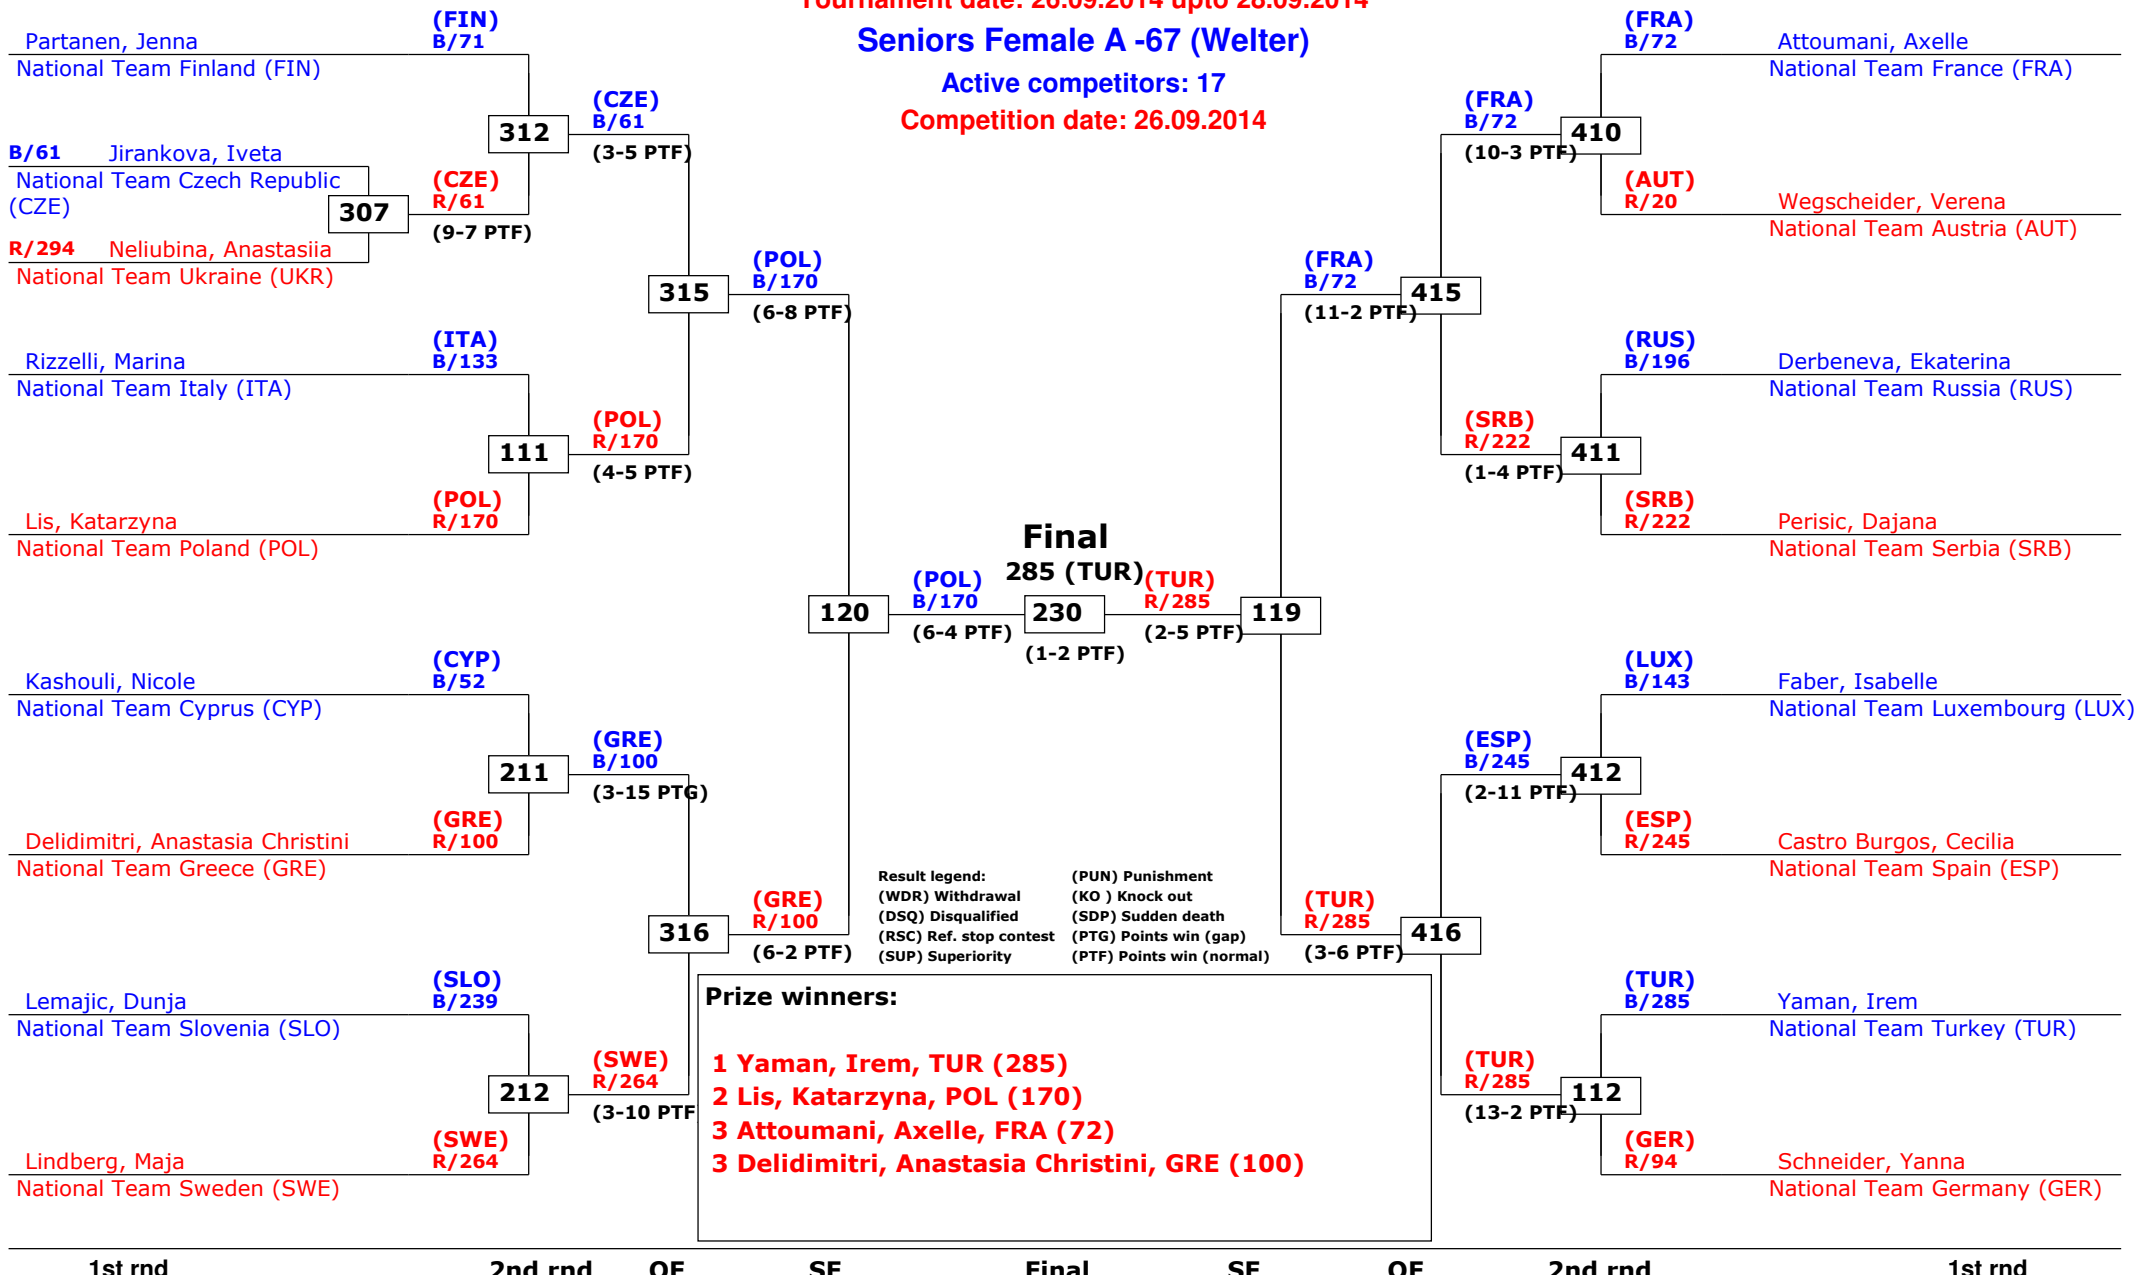 Tournament date: 26.09.2014 upto 28.09.2014
Seniors Female A -67 (Welter)
Active competitors: 17
Competition date: 26.09.2014
Partanen, Jenna
National Team Finland (FIN)
(FIN)
B/71
312
(CZE)
B/61
(3-5 PTF)
B/61 Jirankova, Iveta
National Team Czech Republic
(CZE)
307
(CZE)
R/61
(9-7 PTF)
R/294 Neliubina, Anastasiia
National Team Ukraine (UKR)
315
(POL)
B/170
(6-8 PTF)
Rizzelli, Marina
National Team Italy (ITA)
(ITA)
B/133
111
(POL)
R/170
(4-5 PTF)
Lis, Katarzyna
National Team Poland (POL)
(POL)
R/170
120
(POL)
B/170
(6-4 PTF)
Kashouli, Nicole
National Team Cyprus (CYP)
(CYP)
B/52
211
(GRE)
B/100
(3-15 PTG)
Delidimitri, Anastasia Christini
National Team Greece (GRE)
(GRE)
R/100
316
(GRE)
R/100
(6-2 PTF)
Lemajic, Dunja
National Team Slovenia (SLO)
(SLO)
B/239
212
(SWE)
R/264
(3-10 PTF
Lindberg, Maja
National Team Sweden (SWE)
(SWE)
R/264
Final
285 (TUR)
230
(1-2 PTF)
(TUR)
R/285
(2-5 PTF)
119
(FRA)
B/72
Attoumani, Axelle
National Team France (FRA)
(FRA)
B/72
(10-3 PTF)
410
(AUT)
R/20
Wegscheider, Verena
National Team Austria (AUT)
(FRA)
B/72
(11-2 PTF)
415
(RUS)
B/196
Derbeneva, Ekaterina
National Team Russia (RUS)
(SRB)
R/222
(1-4 PTF)
411
(SRB)
R/222
Perisic, Dajana
National Team Serbia (SRB)
(LUX)
B/143
Faber, Isabelle
National Team Luxembourg (LUX)
(ESP)
B/245
(2-11 PTF)
412
(ESP)
R/245
Castro Burgos, Cecilia
National Team Spain (ESP)
(TUR)
R/285
(3-6 PTF)
416
(TUR)
B/285
Yaman, Irem
National Team Turkey (TUR)
(TUR)
R/285
(13-2 PTF)
112
(GER)
R/94
Schneider, Yanna
National Team Germany (GER)
Result legend:
(WDR) Withdrawal
(DSQ) Disqualified
(RSC) Ref. stop contest
(SUP) Superiority
(PUN) Punishment
(KO ) Knock out
(SDP) Sudden death
(PTG) Points win (gap)
(PTF) Points win (normal)
Prize winners:
1 Yaman, Irem, TUR (285)
2 Lis, Katarzyna, POL (170)
3 Attoumani, Axelle, FRA (72)
3 Delidimitri, Anastasia Christini, GRE (100)
1st rnd 2nd rnd QF SF Final SF QF 2nd rnd 1st rnd